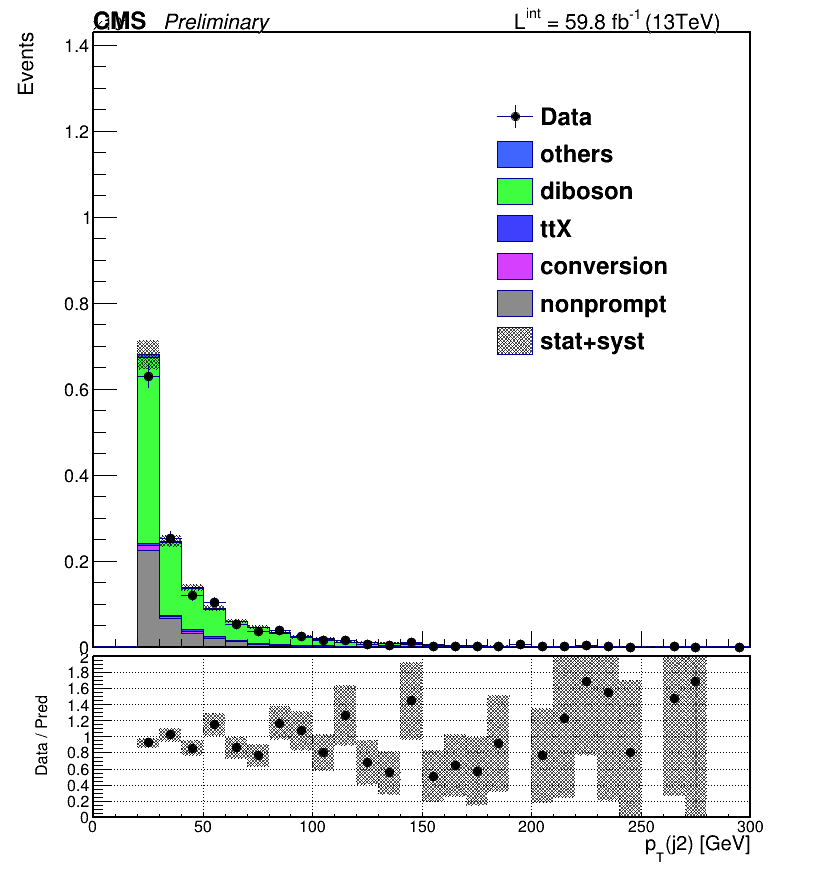 CMS Preliminary L^int = 59.8 fb^-1 (13TeV)
Events
1.4
1.2
1
0.8
0.6
0.4
0.2
0
Data
others
diboson
ttX
conversion
nonprompt
stat+syst
Data / Pred
2
1.8
1.6
1.4
1.2
1
0.8
0.6
0.4
0.2
0
0 50 100 150 200 250 300
p_T(j2) [GeV]